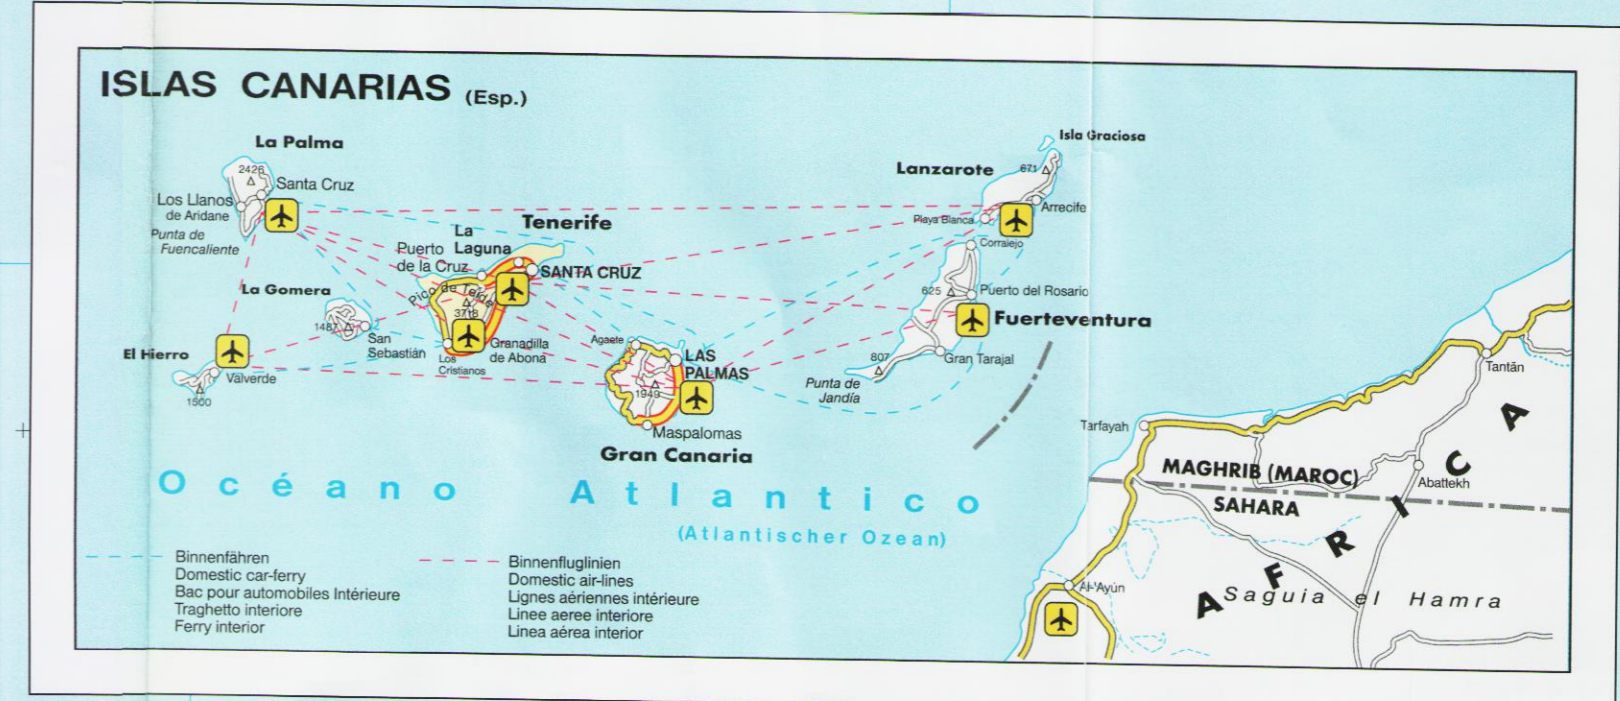 ISLAS CANARIAS (Esp.)
La Palma
2426
Santa Cruz
Los Llanos
de Aridane
Punta de
Fuencaliente
La Gomera
1487
San
Sebastián
El Hierro
Valverde
1500
Tenerife
La
Laguna
Puerto
de la Cruz
SANTA CRUZ
Pico de Teide
3718
Granadilla
de Abona
Los
Cristianos
Agaete
LAS
PALMAS
1949
Maspalomas
Gran Canaria
Isla Graciosa
Lanzarote
671
Arrecife
Playa Blanca
Corralejo
625
Puerto del Rosario
Fuerteventura
Gran Tarajal
807
Punta de
Jandía
Océano Atlantico
(Atlantischer Ozean)
Tarfayah
Tantãn
MAGHRIB (MAROC)
SAHARA
Abattekh
AFRICA
Al-'Ayún
Saguia el Hamra
Binnenfähren
Domestic car-ferry
Bac pour automobiles Intérieure
Traghetto interiore
Ferry interior
Binnenfluglinien
Domestic air-lines
Lignes aériennes intérieure
Linee aeree interiore
Linea aérea interior